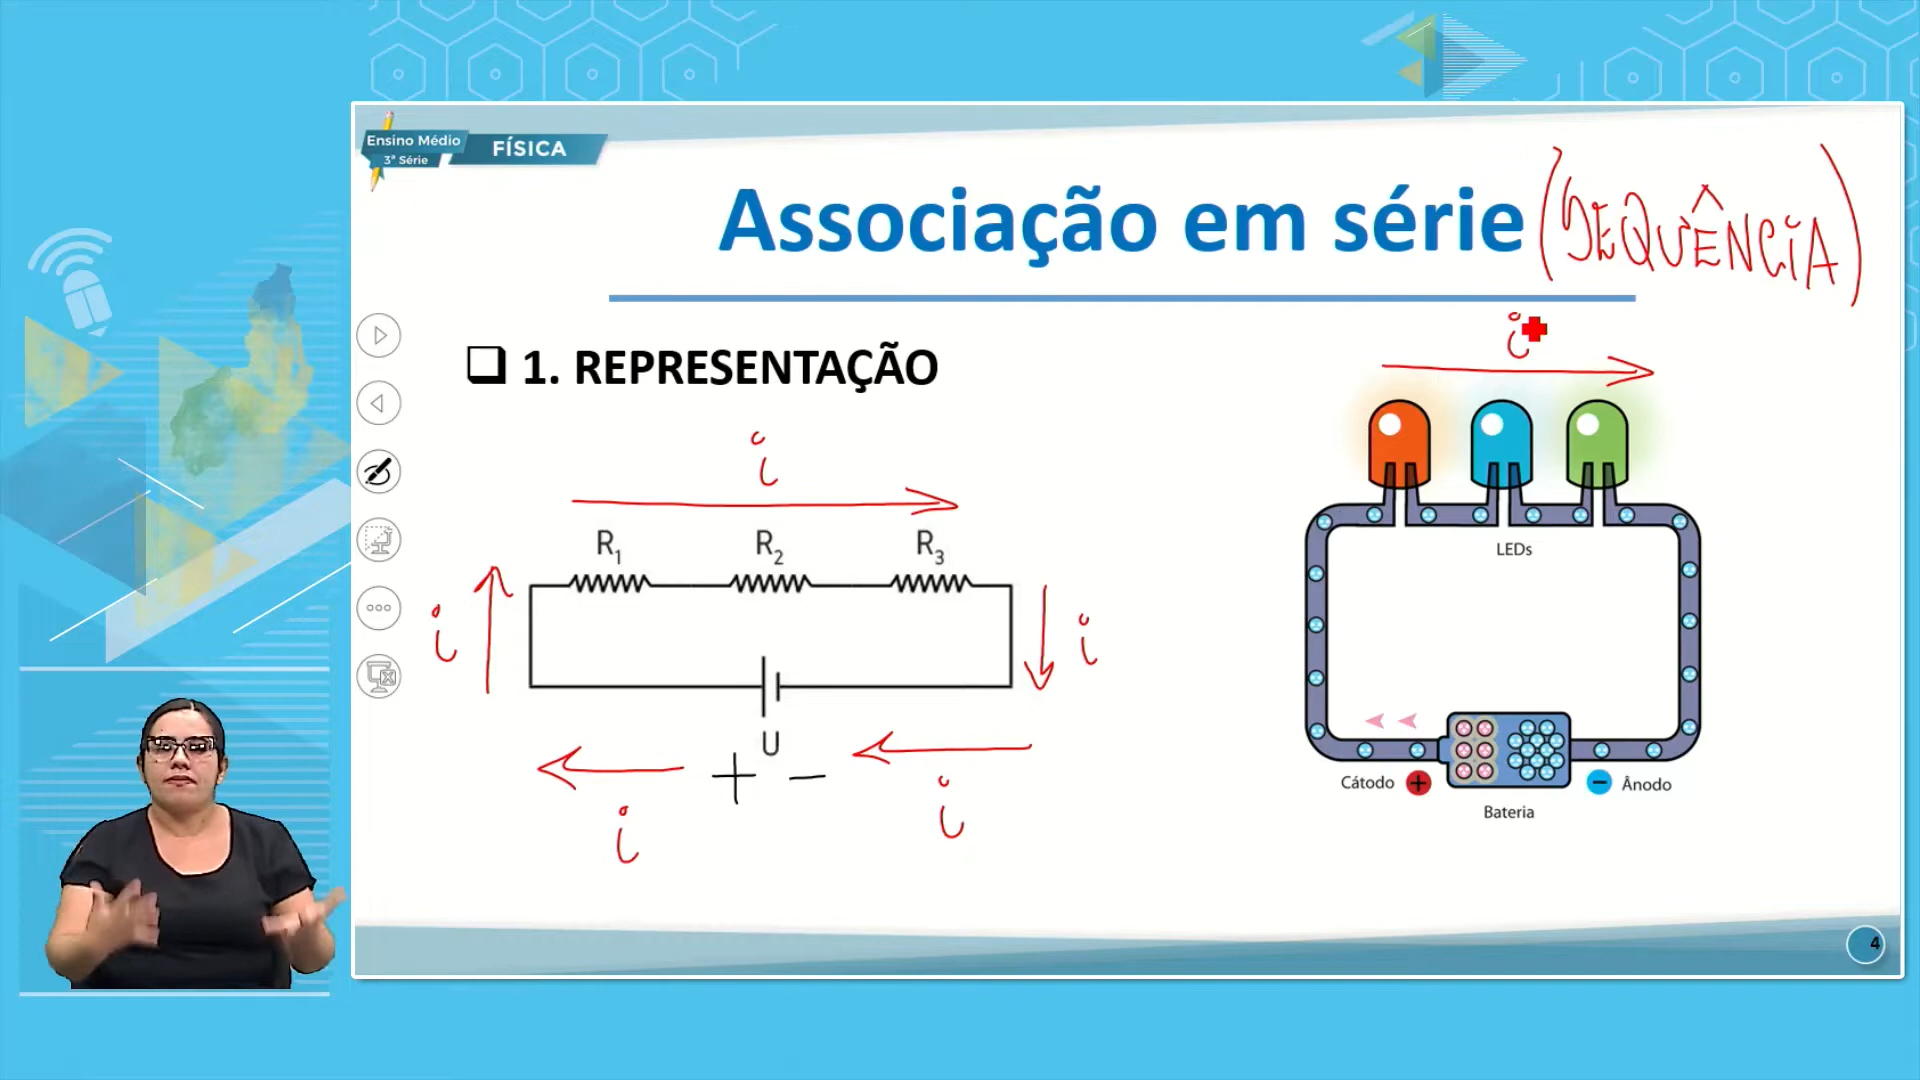 Ensino Médio
3ª Série
FÍSICA
Associação em série (SEQUÊNCIA)
❑ 1. REPRESENTAÇÃO
i
i
R1 R2 R3
i
i
U
+ -
i
i
LEDs
Cátodo +
- Ânodo
Bateria
4